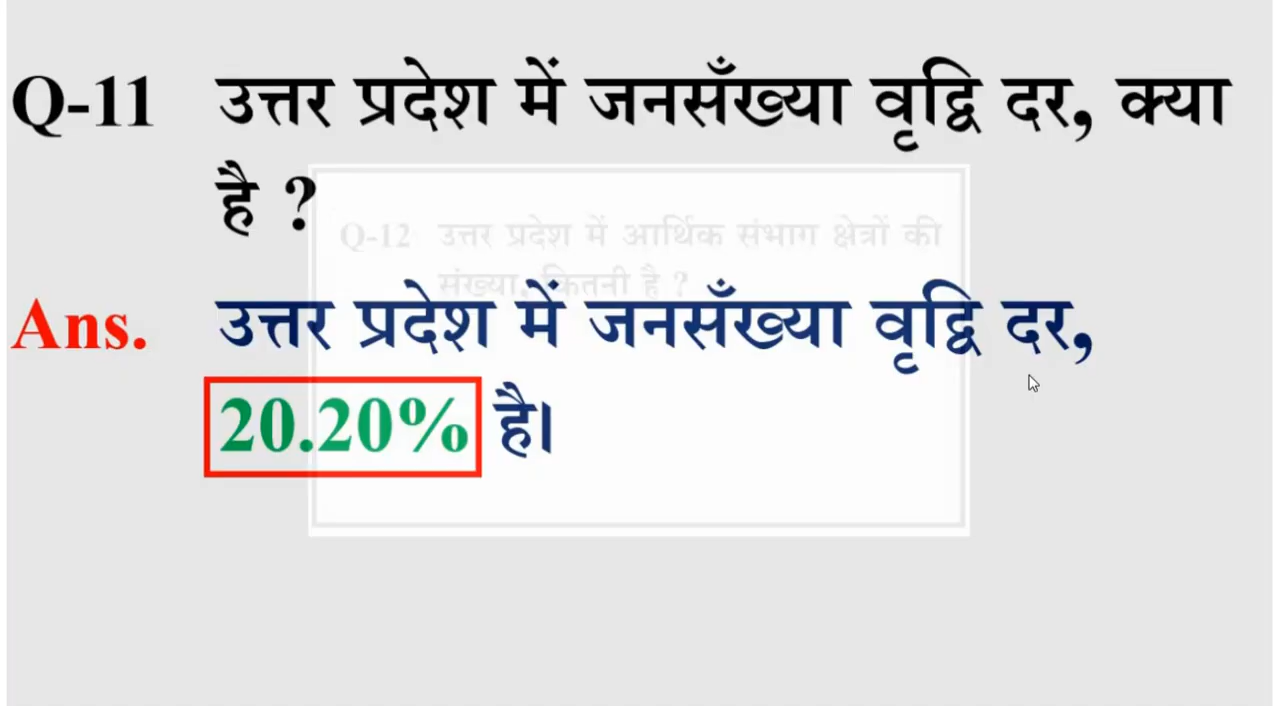 Q-11 उत्तर प्रदेश में जनसँख्या वृद्वि दर, क्या
है ?
Q-12 उत्तर प्रदेश में आर्थिक संभाग क्षेत्रों की
संख्या, कितनी है ?
Ans. उत्तर प्रदेश में जनसँख्या वृद्वि दर,
20.20% है।